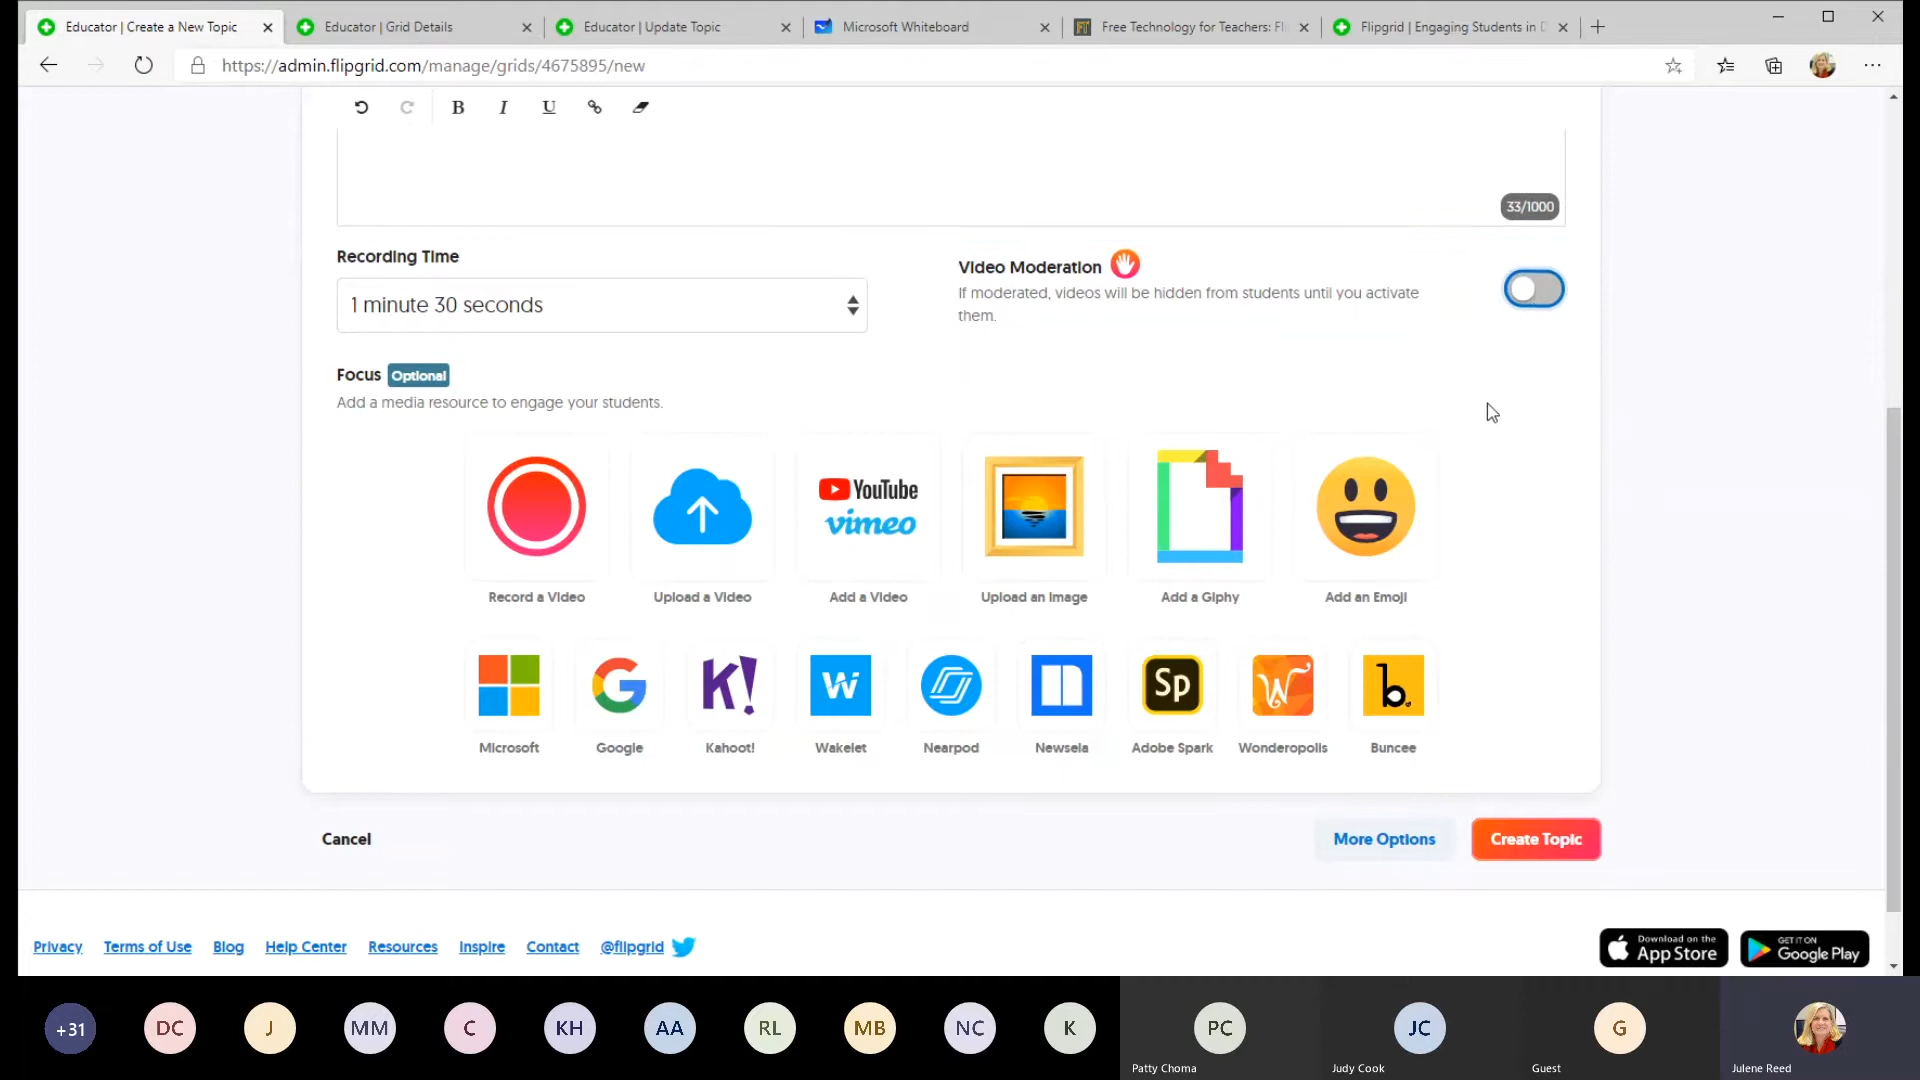 Educator | Create a New Topic
Educator | Grid Details
Educator | Update Topic
Microsoft Whiteboard
Free Technology for Teachers: Fli
Flipgrid | Engaging Students in D
https://admin.flipgrid.com/manage/grids/4675895/new
B I U
33/1000
Recording Time
Video Moderation
1 minute 30 seconds
If moderated, videos will be hidden from students until you activate
them.
Focus Optional
Add a media resource to engage your students.
YouTube
vimeo
Record a Video
Upload a Video
Add a Video
Upload an Image
Add a Giphy
Add an Emoji
G
K!
W
Sp
W
b.
Microsoft
Google
Kahoot!
Wakelet
Nearpod
Newsela
Adobe Spark
Wonderopolis
Buncee
Cancel
More Options
Create Topic
Privacy
Terms of Use
Blog
Help Center
Resources
Inspire
Contact
@flipgrid
Download on the
App Store
GET IT ON
Google Play
+31
DC
J
MM
C
KH
AA
RL
MB
NC
K
PC
JC
G
Patty Choma
Judy Cook
Guest
Julene Reed